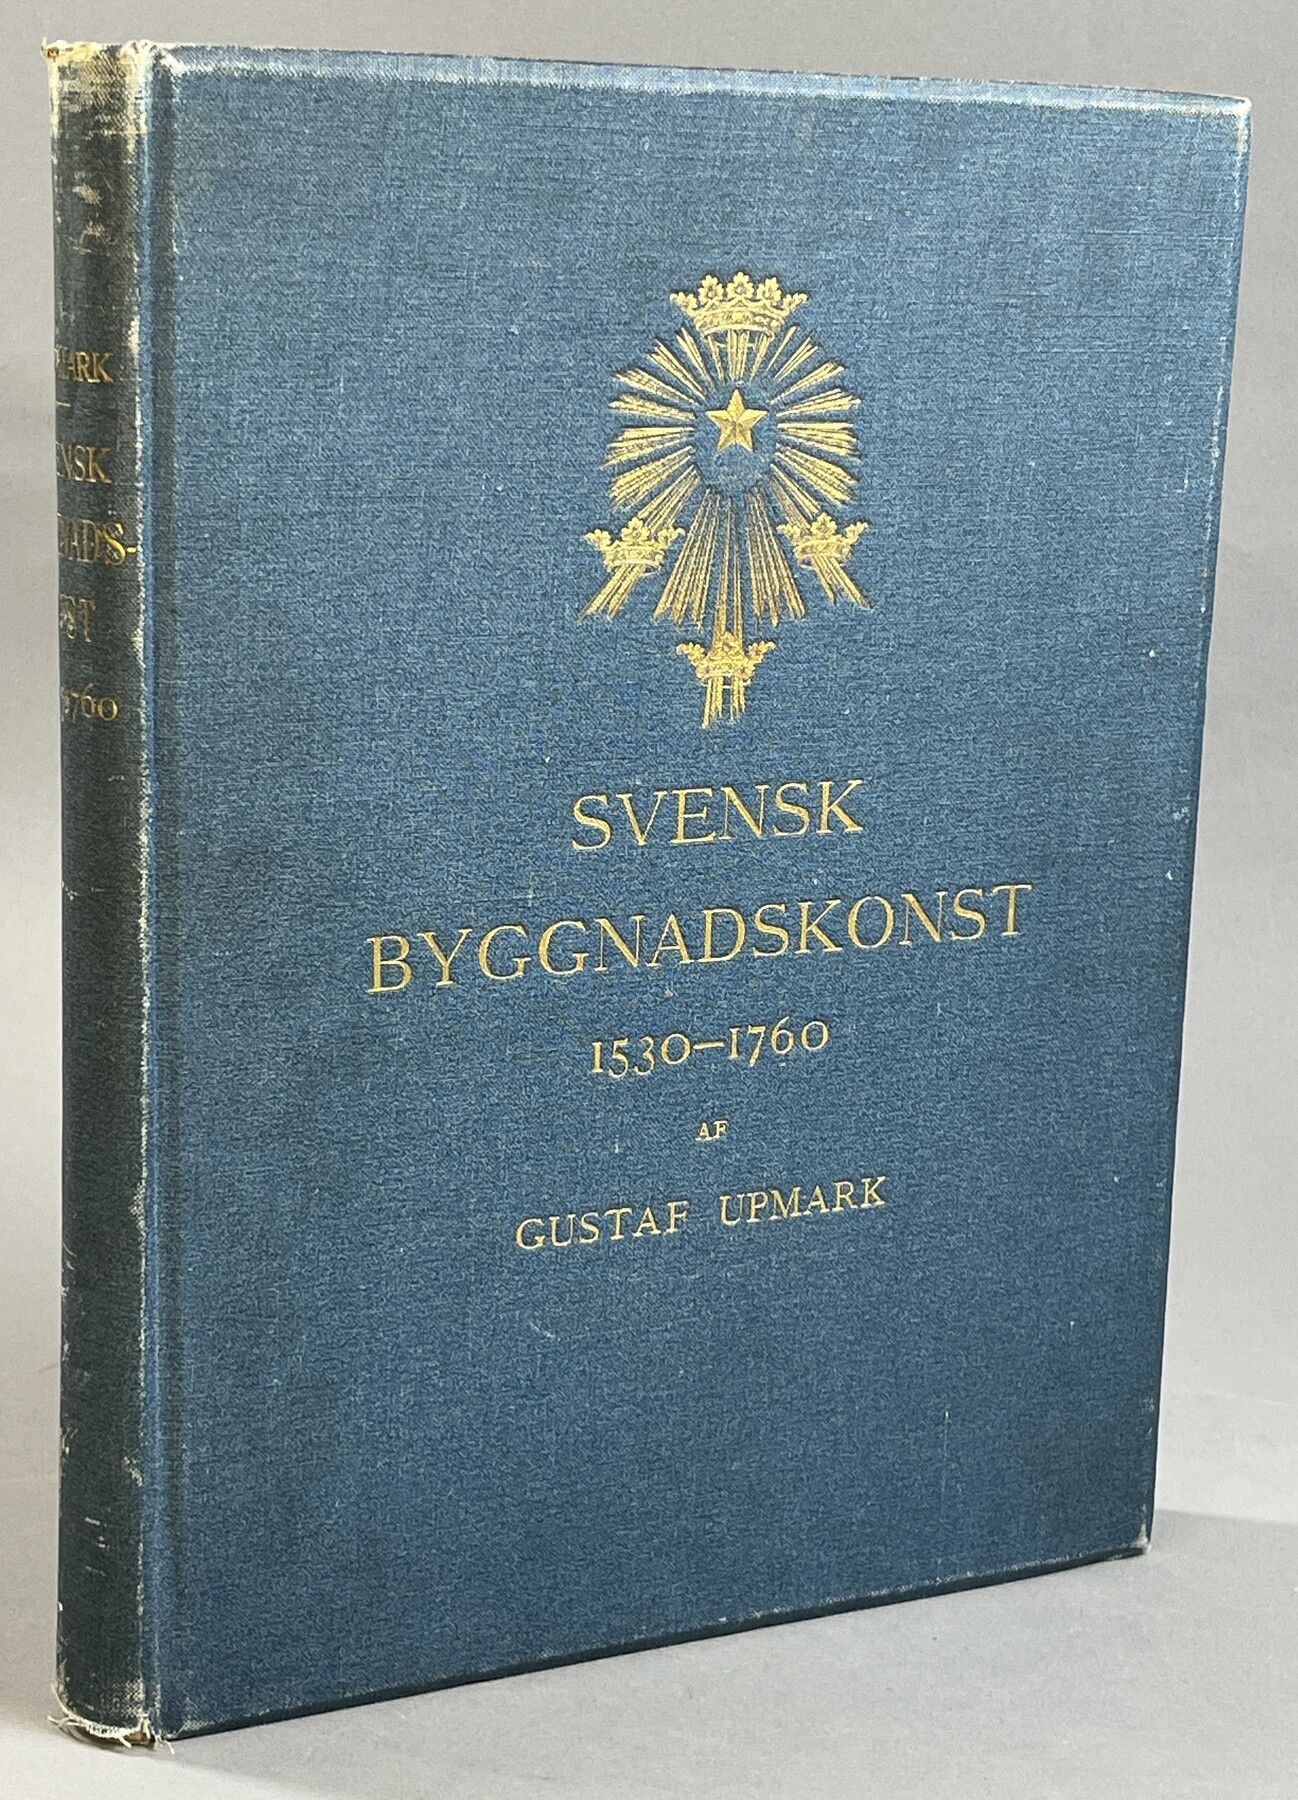 SVENSK
BYGGNADSKONST
1530–1760
AF
GUSTAF UPMARK